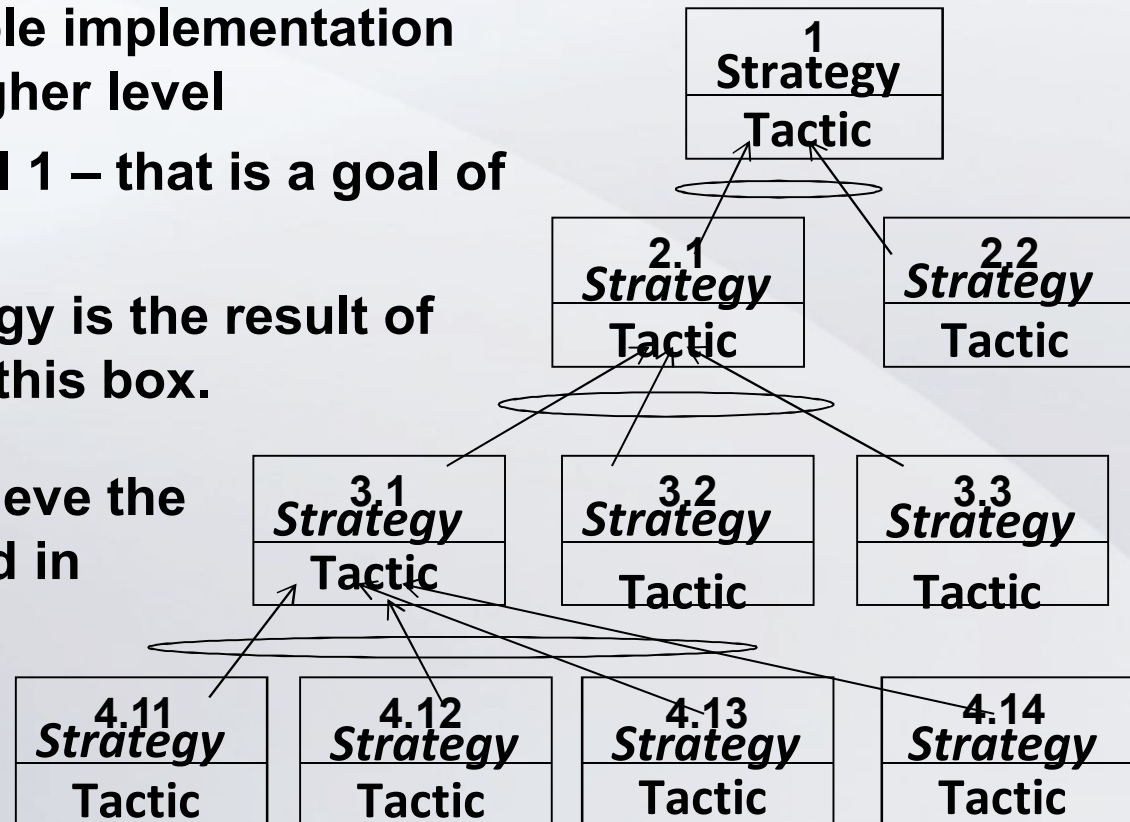 ole implementation
gher level
l 1 – that is a goal of
gy is the result of
this box.
eve the
d in
1
Strategy
Tactic
2.1
Strategy
Tactic
2.2
Strategy
Tactic
3.1
Strategy
Tactic
3.2
Strategy
Tactic
3.3
Strategy
Tactic
4.11
Strategy
Tactic
4.12
Strategy
Tactic
4.13
Strategy
Tactic
4.14
Strategy
Tactic